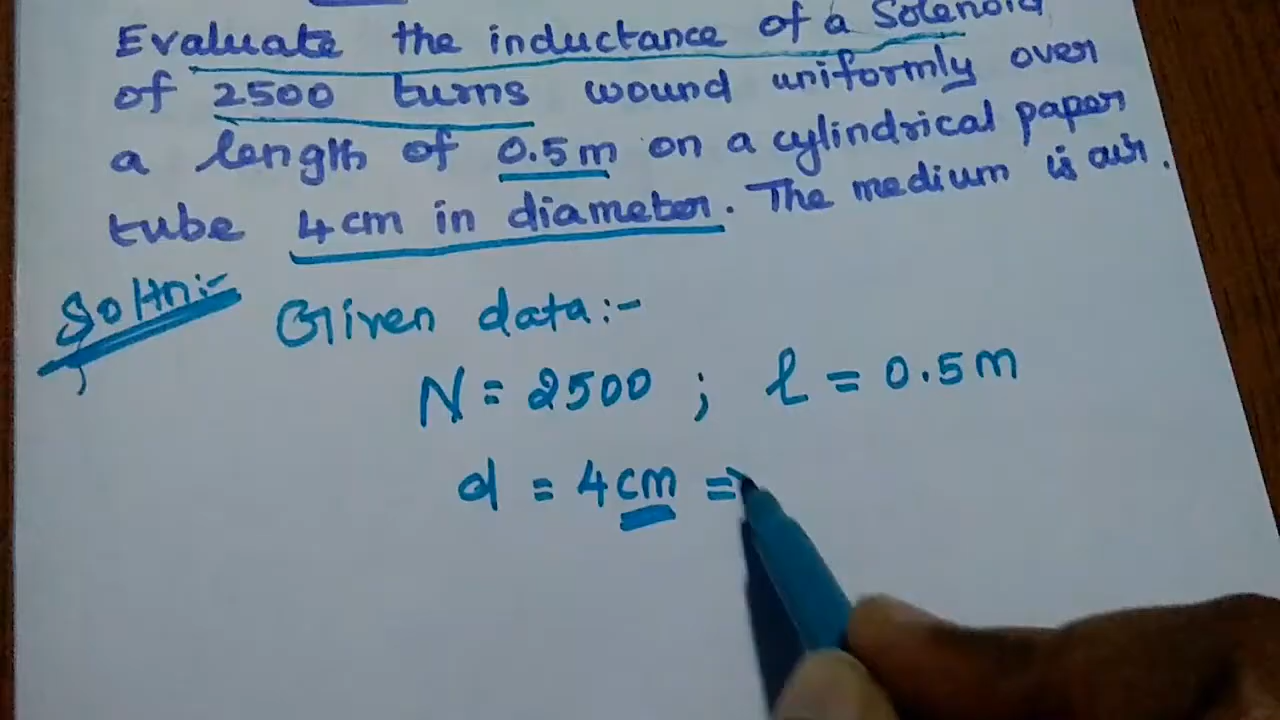 Evaluate the inductance of a Solenoid
of 2500 turns wound uniformly over
a length of 0.5m on a cylindrical paper
tube 4cm in diameter. The medium is air.
Soltn:-
Given data:-
N = 2500 ; l = 0.5m
d = 4cm =>